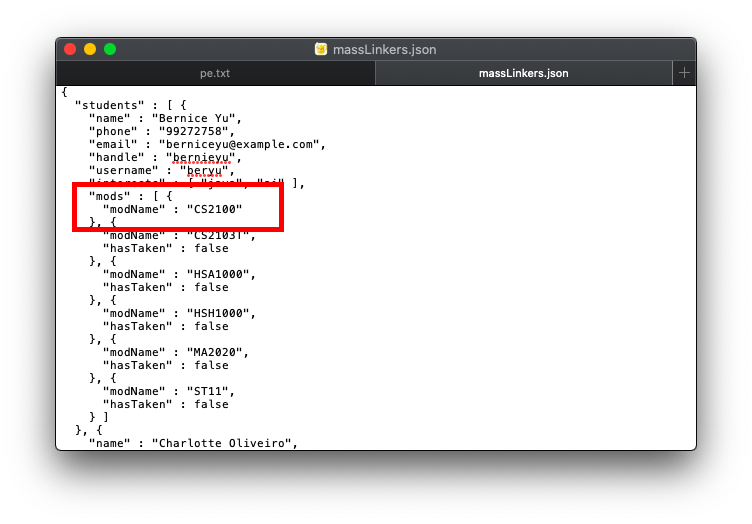 massLinkers.json
pe.txt
massLinkers.json
{
"students" : [ {
"name" : "Bernice Yu",
"phone" : "99272758",
"email" : "berniceyu@example.com",
"handle" : "bernieyu",
"username" : "beryu",
"interests" : [ "java", "ai" ],
"mods" : [ {
"modName" : "CS2100"
}, {
"modName" : "CS2103T",
"hasTaken" : false
}, {
"modName" : "HSA1000",
"hasTaken" : false
}, {
"modName" : "HSH1000",
"hasTaken" : false
}, {
"modName" : "MA2020",
"hasTaken" : false
}, {
"modName" : "ST11",
"hasTaken" : false
} ]
}, {
"name" : "Charlotte Oliveiro",